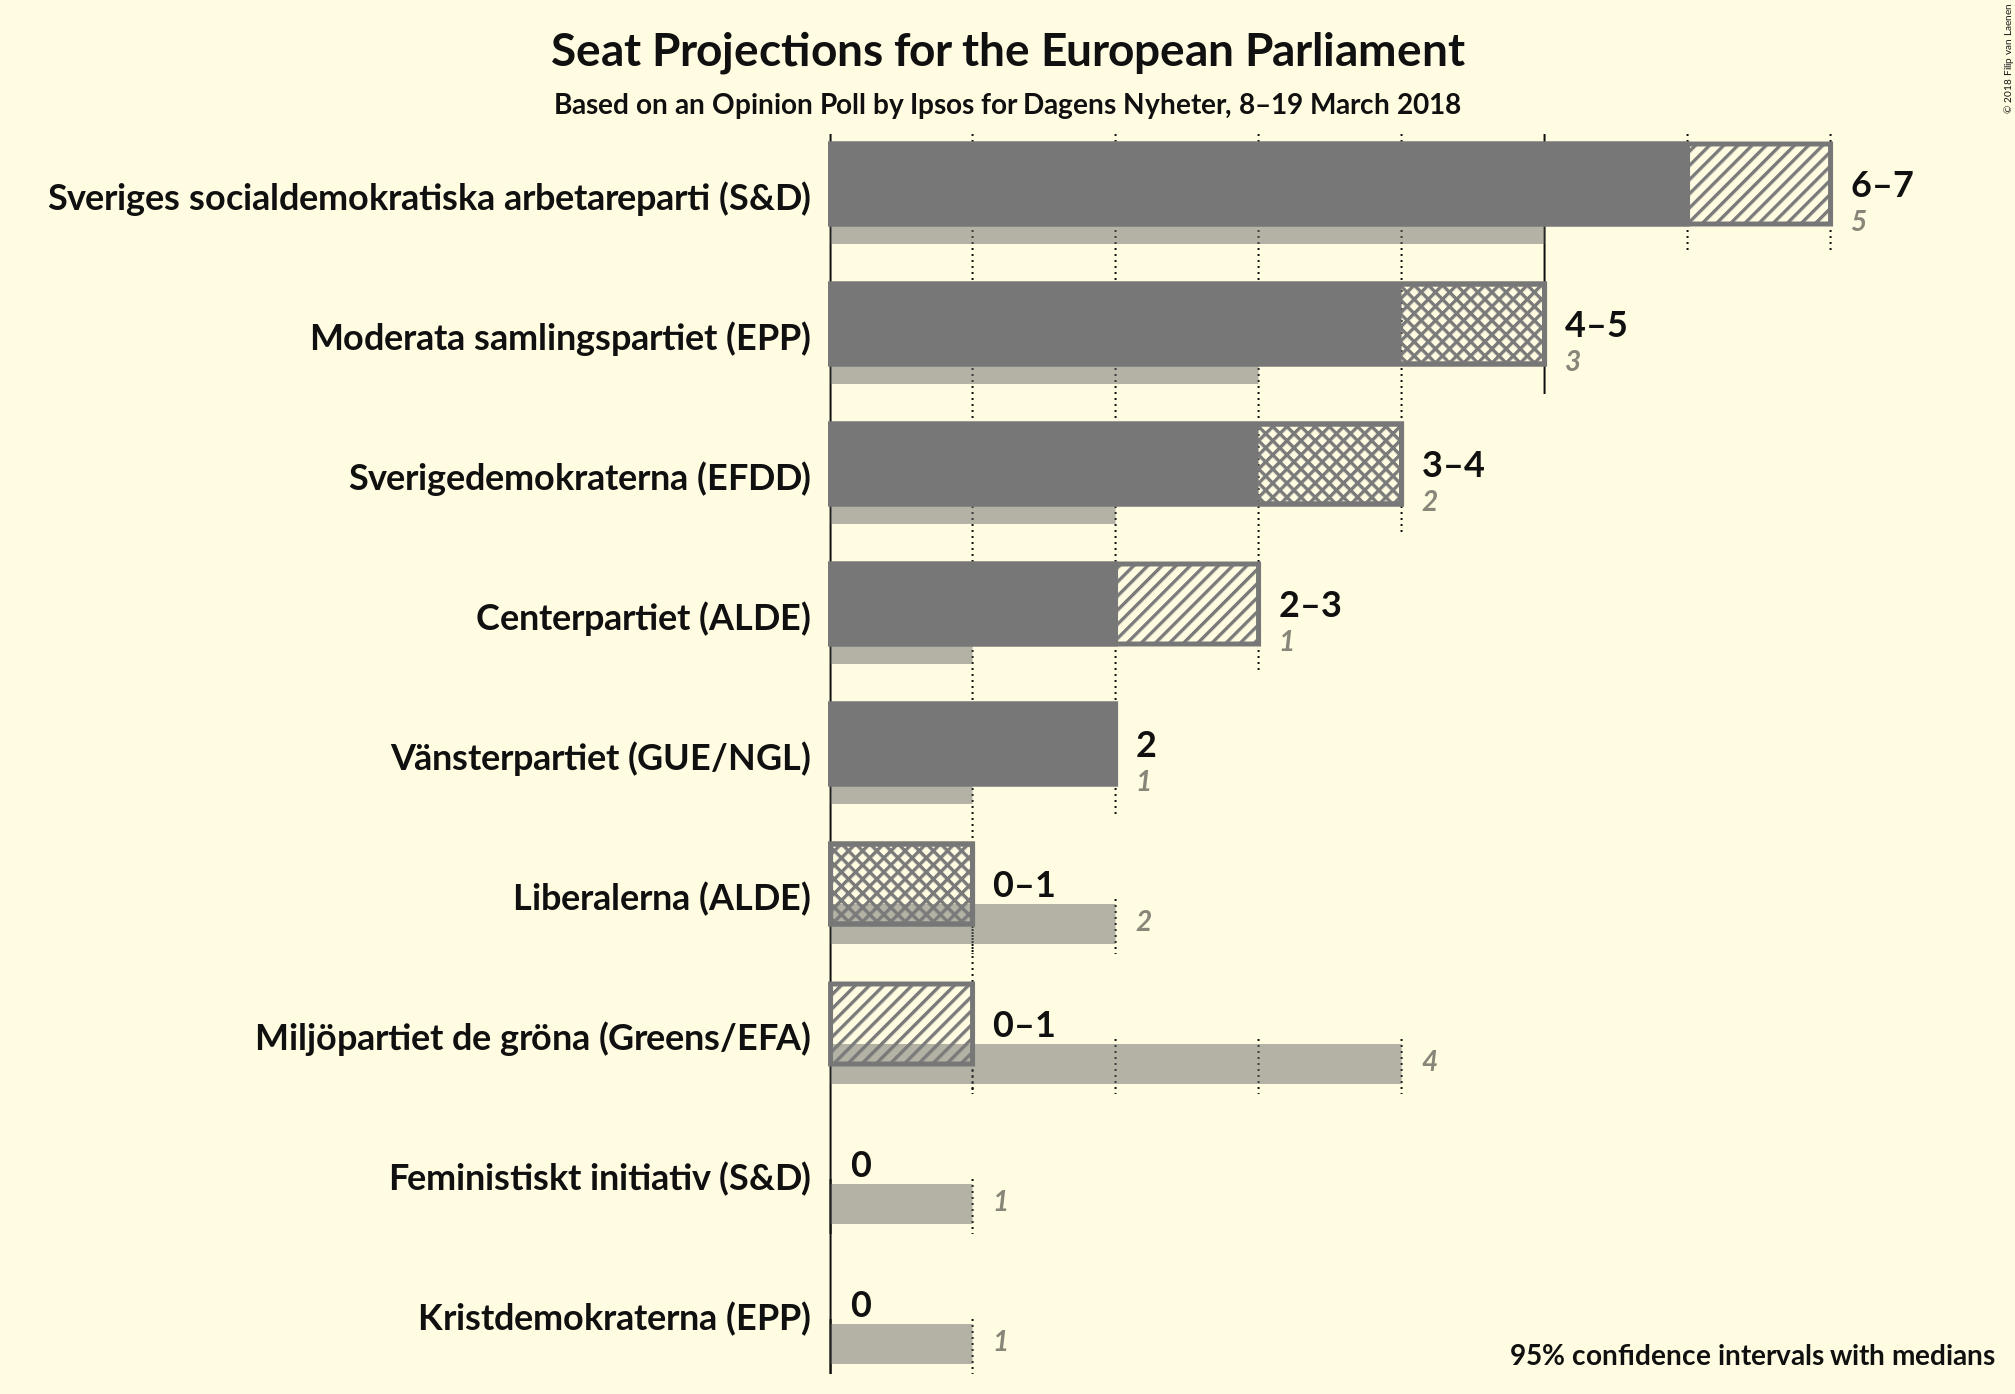 Seat Projections for the European Parliament
Based on an Opinion Poll by Ipsos for Dagens Nyheter, 8–19 March 2018
© 2018 Filip van Laenen
Sveriges socialdemokratiska arbetareparti (S&D)
6–7
5
Moderata samlingspartiet (EPP)
4–5
3
Sverigedemokraterna (EFDD)
3–4
2
Centerpartiet (ALDE)
2–3
1
Vänsterpartiet (GUE/NGL)
2
1
Liberalerna (ALDE)
0–1
2
Miljöpartiet de gröna (Greens/EFA)
0–1
4
Feministiskt initiativ (S&D)
0
1
Kristdemokraterna (EPP)
0
1
95% confidence intervals with medians